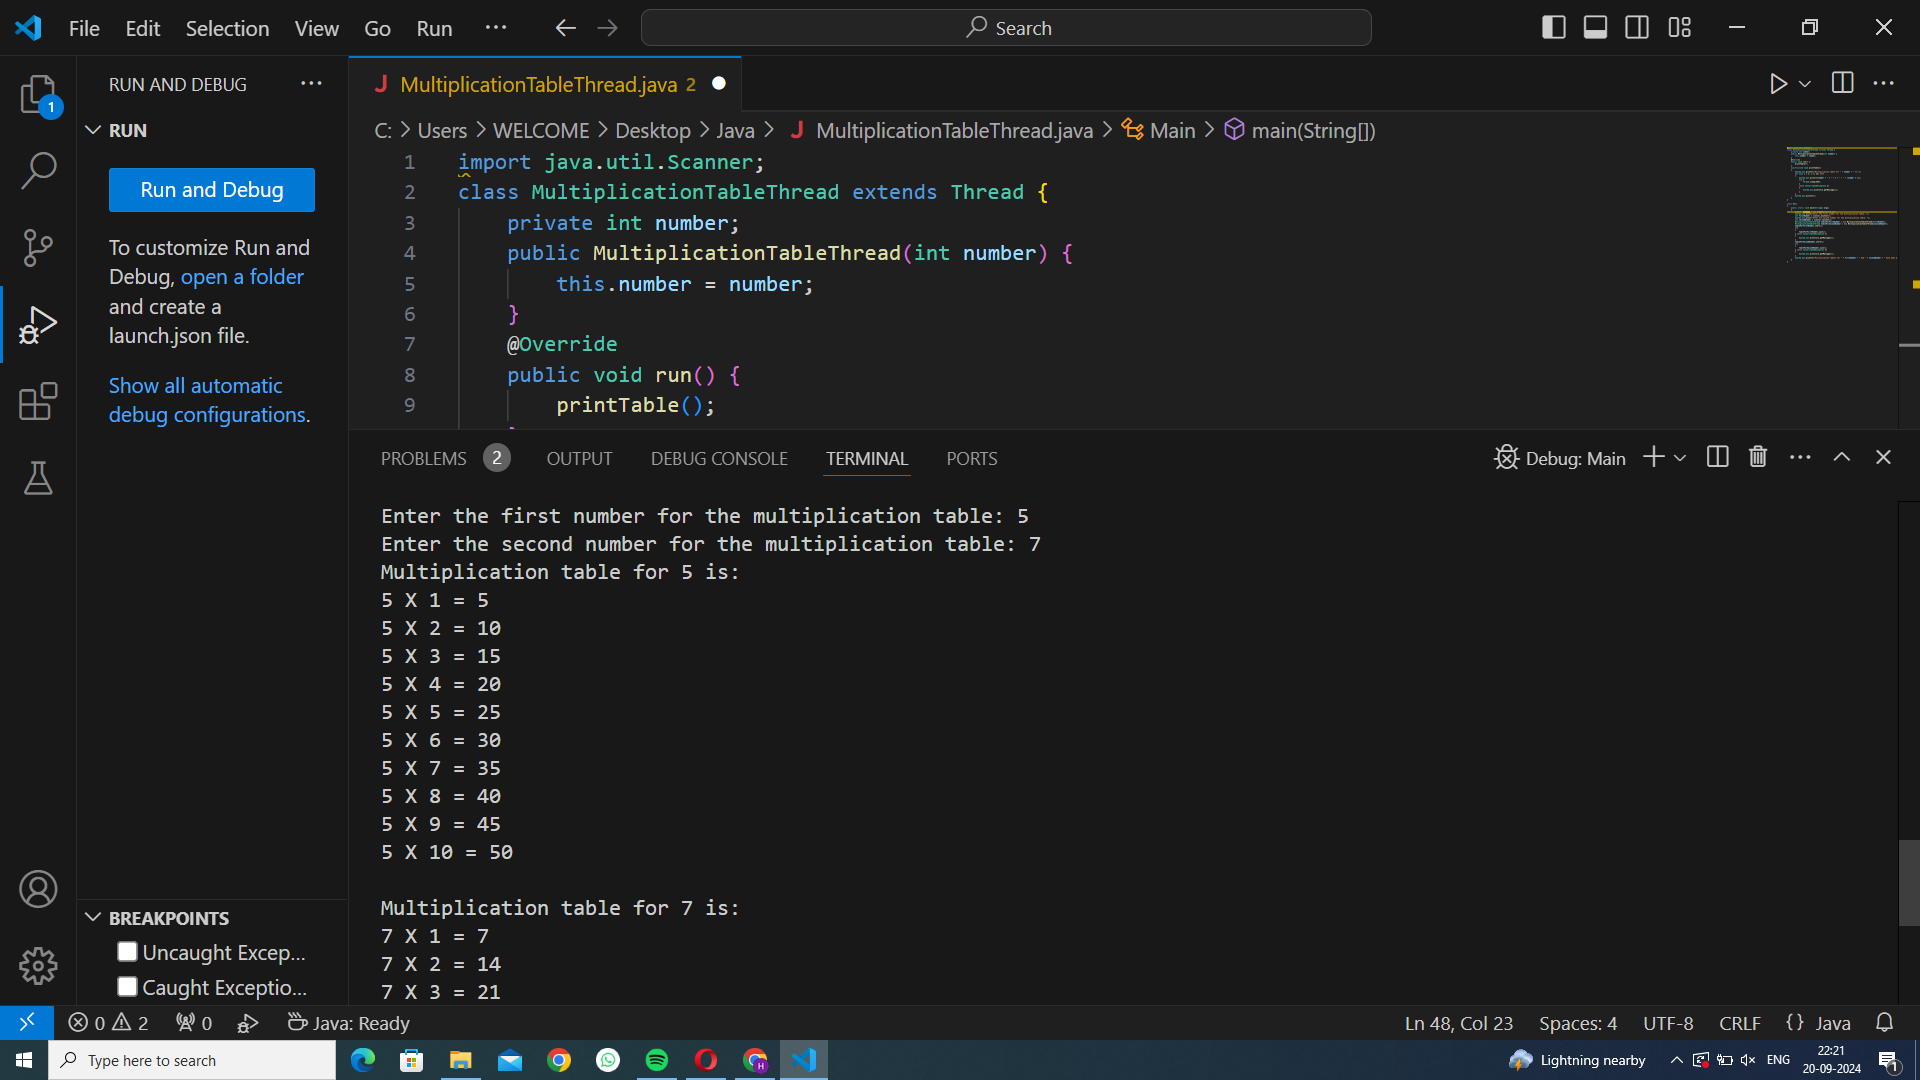 File Edit Selection View Go Run ··· Search
RUN AND DEBUG ···
RUN
Run and Debug
To customize Run and
Debug, open a folder
and create a
launch.json file.
Show all automatic
debug configurations.
BREAKPOINTS
Uncaught Excep...
Caught Exceptio...
1
J MultiplicationTableThread.java 2
C: > Users > WELCOME > Desktop > Java > J MultiplicationTableThread.java > Main > main(String[])
1 import java.util.Scanner;
2 class MultiplicationTableThread extends Thread {
3 private int number;
4 public MultiplicationTableThread(int number) {
5 this.number = number;
6 }
7 @Override
8 public void run() {
9 printTable();
PROBLEMS 2 OUTPUT DEBUG CONSOLE TERMINAL PORTS Debug: Main
Enter the first number for the multiplication table: 5
Enter the second number for the multiplication table: 7
Multiplication table for 5 is:
5 X 1 = 5
5 X 2 = 10
5 X 3 = 15
5 X 4 = 20
5 X 5 = 25
5 X 6 = 30
5 X 7 = 35
5 X 8 = 40
5 X 9 = 45
5 X 10 = 50
Multiplication table for 7 is:
7 X 1 = 7
7 X 2 = 14
7 X 3 = 21
0 2 0 Java: Ready Ln 48, Col 23 Spaces: 4 UTF-8 CRLF {} Java
Type here to search Lightning nearby ENG 22:21
20-09-2024 1